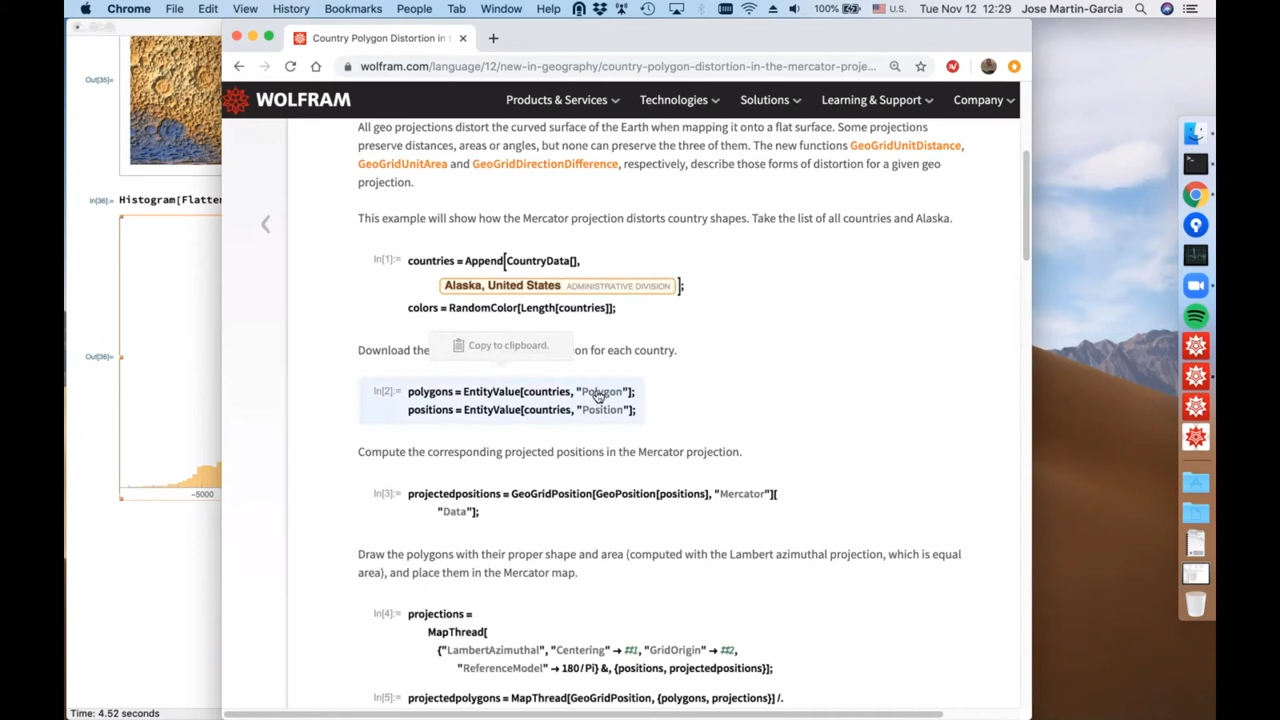 Chrome File Edit View History Bookmarks People Tab Window Help 100% U.S. Tue Nov 12 12:29 Jose Martin-Garcia
Country Polygon Distortion in t
wolfram.com/language/12/new-in-geography/country-polygon-distortion-in-the-mercator-proje...
WOLFRAM Products & Services Technologies Solutions Learning & Support Company
All geo projections distort the curved surface of the Earth when mapping it onto a flat surface. Some projections
preserve distances, areas or angles, but none can preserve the three of them. The new functions GeoGridUnitDistance,
GeoGridUnitArea and GeoGridDirectionDifference, respectively, describe those forms of distortion for a given geo
projection.
This example will show how the Mercator projection distorts country shapes. Take the list of all countries and Alaska.
In[1]:= countries = Append[CountryData[],
Alaska, United States ADMINISTRATIVE DIVISION ];
colors = RandomColor[Length[countries]];
Copy to clipboard.
Download the on for each country.
In[2]:= polygons = EntityValue[countries, "Polygon"];
positions = EntityValue[countries, "Position"];
Compute the corresponding projected positions in the Mercator projection.
In[3]:= projectedpositions = GeoGridPosition[GeoPosition[positions], "Mercator"][
"Data"];
Draw the polygons with their proper shape and area (computed with the Lambert azimuthal projection, which is equal
area), and place them in the Mercator map.
In[4]:= projections =
MapThread[
{"LambertAzimuthal", "Centering" → #1, "GridOrigin" → #2,
"ReferenceModel" → 180/Pi} &, {positions, projectedpositions}];
In[5]:= projectedpolygons = MapThread[GeoGridPosition, {polygons, projections}] /.
Out[35]=
In[36]:= Histogram[Flatten
Out[36]=
-5000
Time: 4.52 seconds